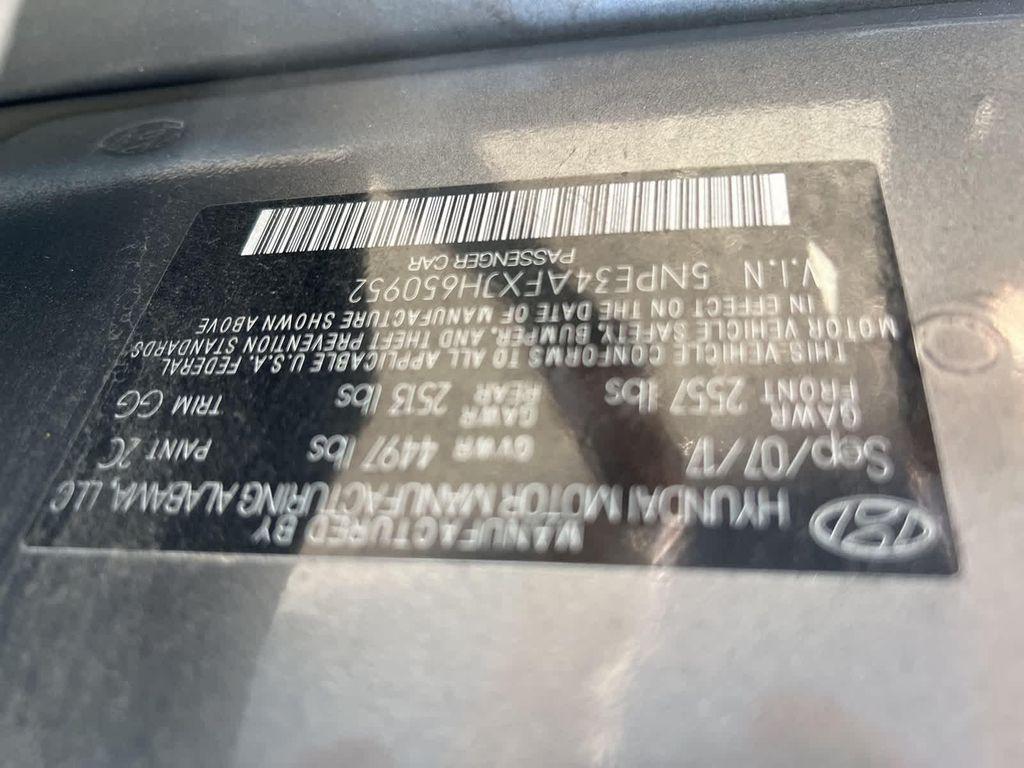 MANUFACTURED BY
HYUNDAI MOTOR MANUFACTURING ALABAMA, LLC
Sep/07/17 GVWR 4497 lbs PAINT 2C
GAWR FRONT 2557 lbs GAWR REAR 2513 lbs TRIM GG
THIS VEHICLE CONFORMS TO ALL APPLICABLE U.S.A. FEDERAL
MOTOR VEHICLE SAFETY, BUMPER, AND THEFT PREVENTION STANDARDS
IN EFFECT ON THE DATE OF MANUFACTURE SHOWN ABOVE
V.I.N 5NPE34AFXJH650952
PASSENGER CAR